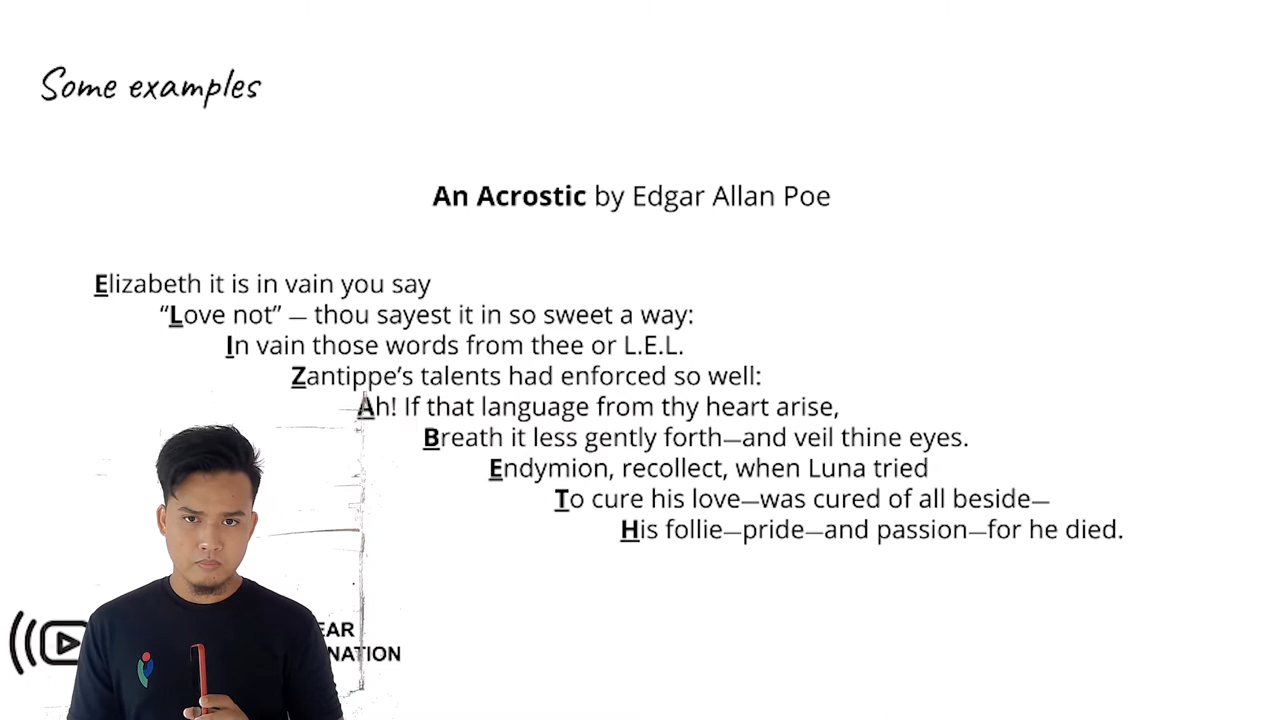 Some examples
An Acrostic by Edgar Allan Poe
Elizabeth it is in vain you say
“Love not” — thou sayest it in so sweet a way:
In vain those words from thee or L.E.L.
Zantippe’s talents had enforced so well:
Ah! If that language from thy heart arise,
Breath it less gently forth—and veil thine eyes.
Endymion, recollect, when Luna tried
To cure his love—was cured of all beside—
His follie—pride—and passion—for he died.